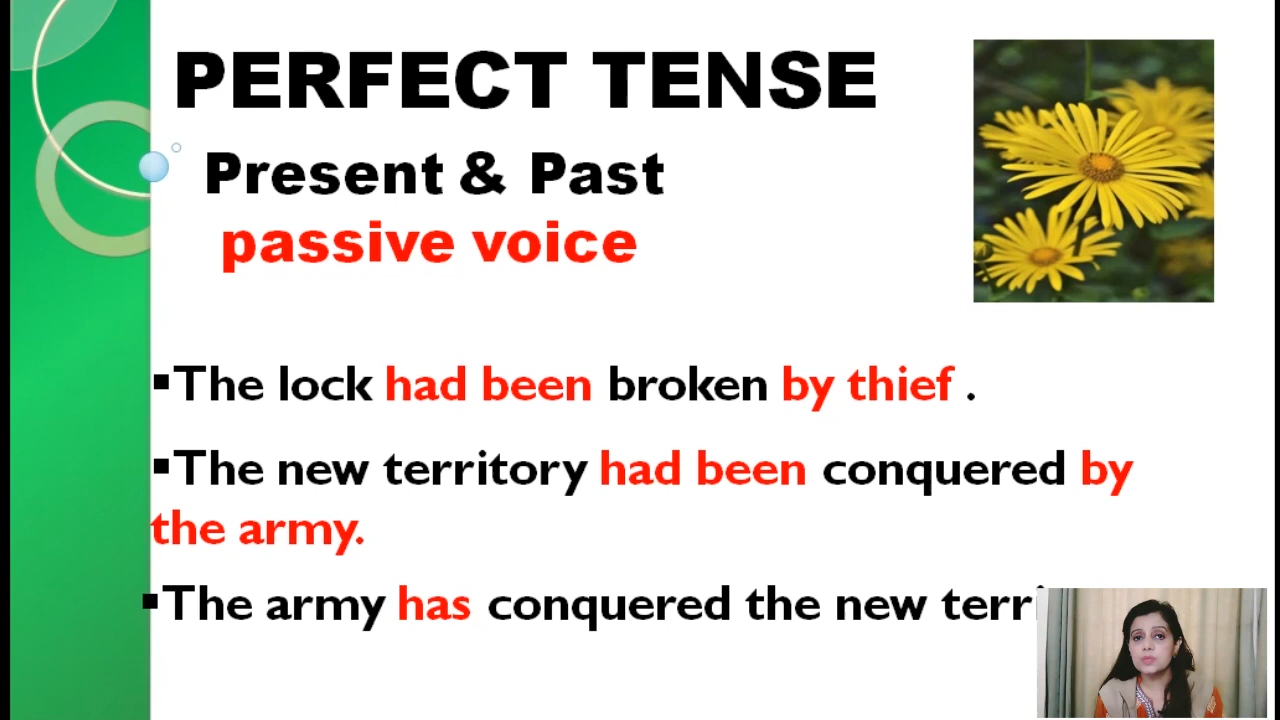 PERFECT TENSE
Present & Past
passive voice
▪The lock had been broken by thief .
▪The new territory had been conquered by
the army.
▪The army has conquered the new